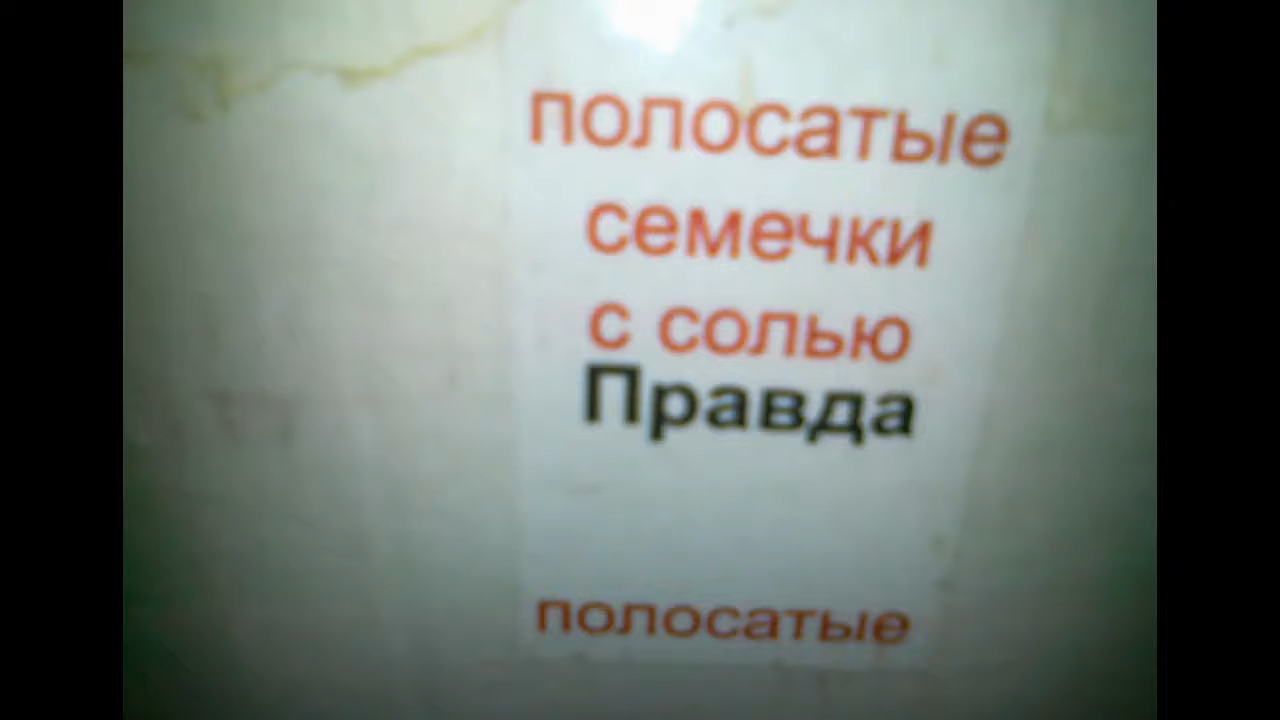 полосатые
семечки
с солью
Правда
полосатые